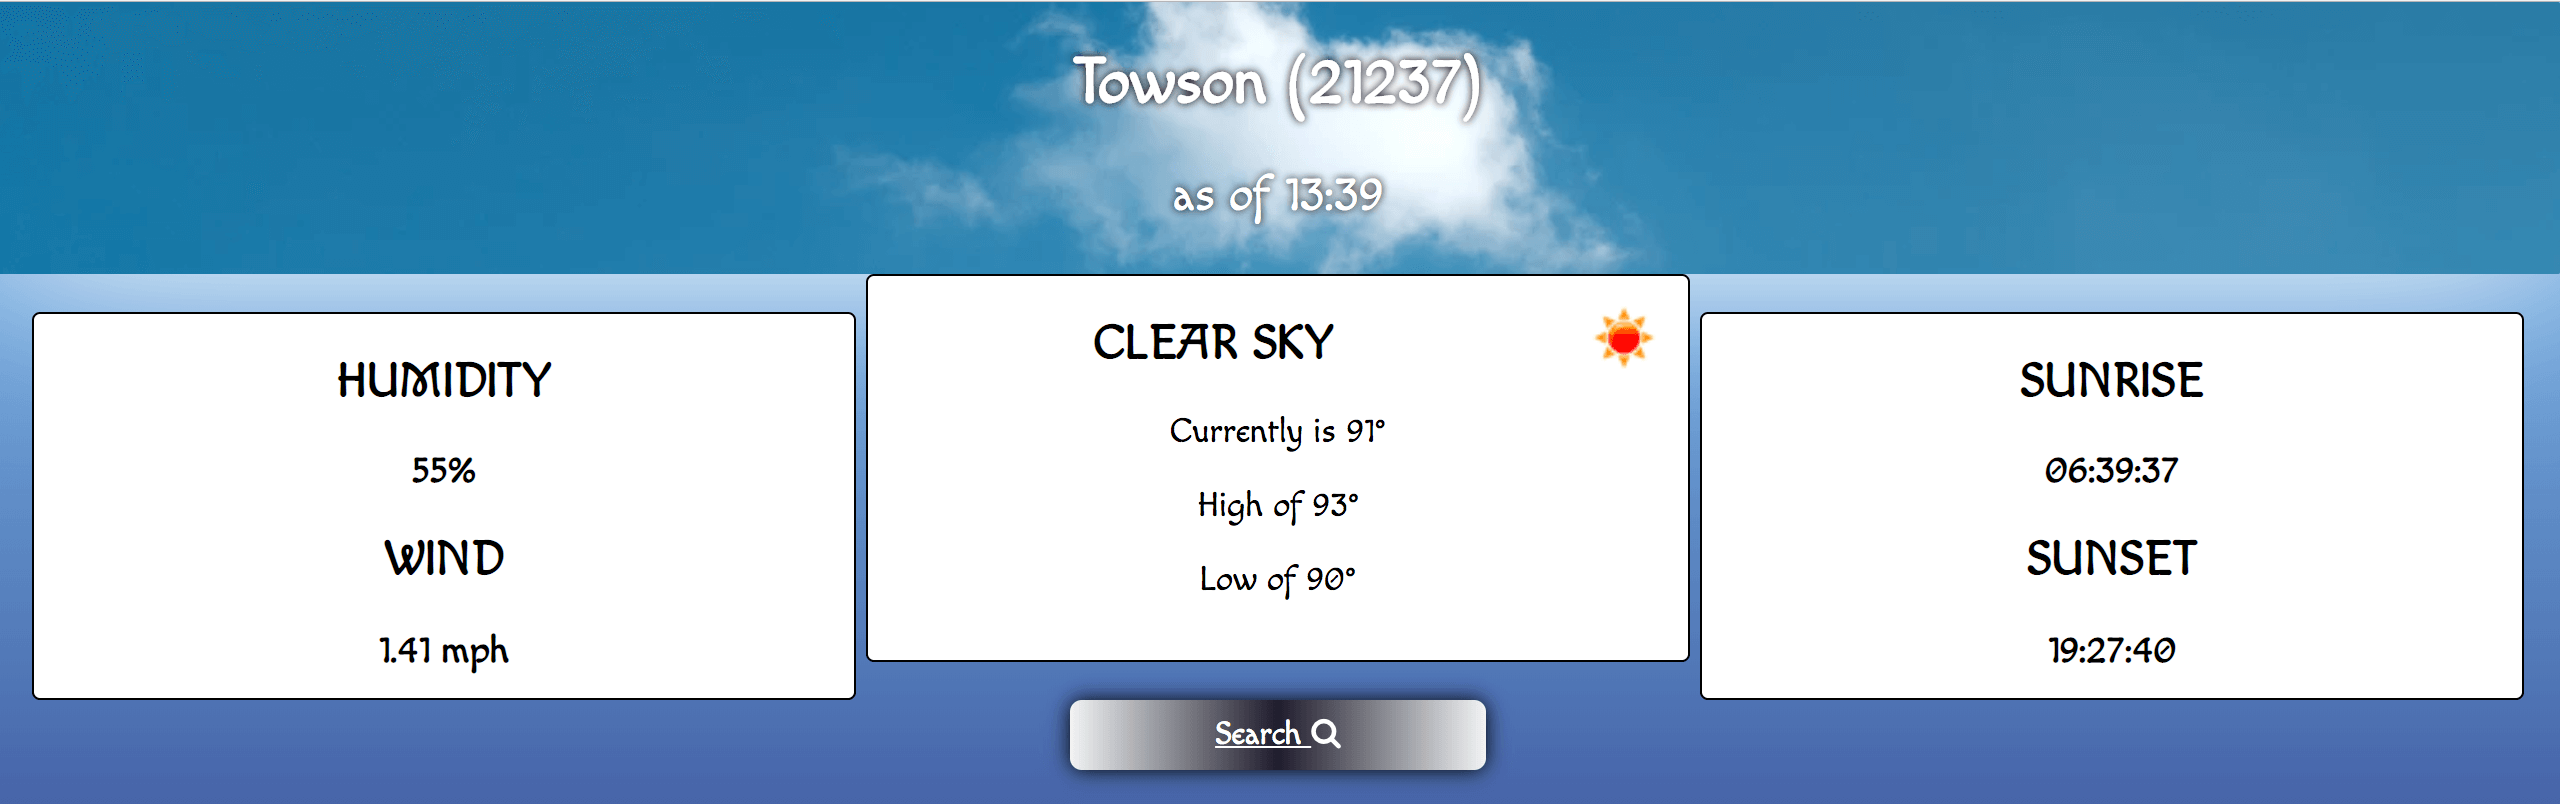 Towson (21237)
as of 13:39
HUMIDITY
55%
WIND
1.41 mph
CLEAR SKY
Currently is 91°
High of 93°
Low of 90°
SUNRISE
06:39:37
SUNSET
19:27:40
Search